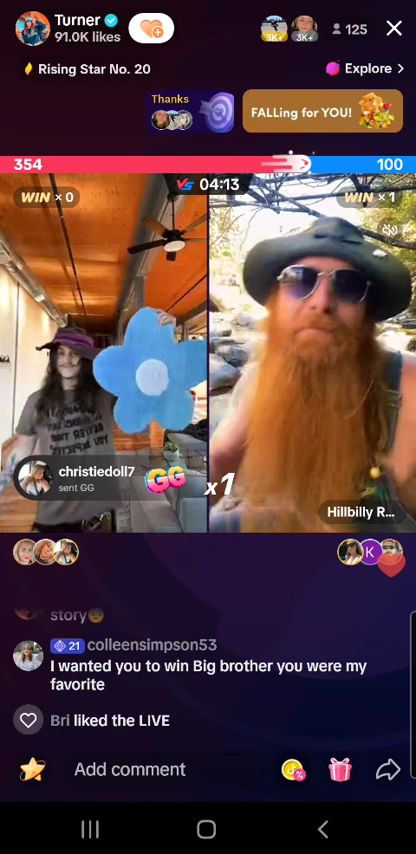 Turner
91.0K likes
3K+
3K+
125
Rising Star No. 20
Explore >
Thanks
FALLing for YOU!
354
100
VS 04:13
WIN × 0
WIN × 1
christiedoll7
sent GG
GG
x1
Hillbilly R...
K
story
21 colleensimpson53
I wanted you to win Big brother you were my
favorite
Bri liked the LIVE
Add comment